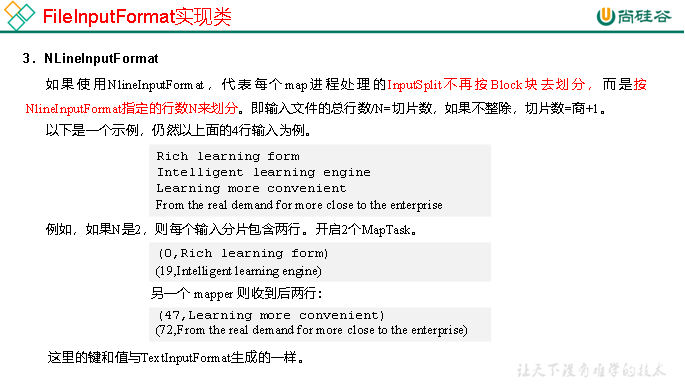 FileInputFormat实现类
尚硅谷
3．NLineInputFormat
如果使用NlineInputFormat，代表每个map进程处理的InputSplit不再按Block块去划分，而是按
NlineInputFormat指定的行数N来划分。即输入文件的总行数/N=切片数，如果不整除，切片数=商+1。
以下是一个示例，仍然以上面的4行输入为例。
Rich learning form
Intelligent learning engine
Learning more convenient
From the real demand for more close to the enterprise
例如，如果N是2，则每个输入分片包含两行。开启2个MapTask。
(0,Rich learning form)
(19,Intelligent learning engine)
另一个 mapper 则收到后两行：
(47,Learning more convenient)
(72,From the real demand for more close to the enterprise)
这里的键和值与TextInputFormat生成的一样。
让天下没有难学的技术